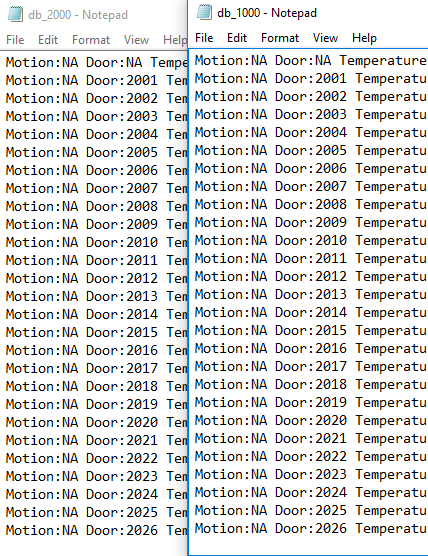 db_2000 - Notepad
File Edit Format View Help
Motion:NA Door:NA Tempe
Motion:NA Door:2001 Tem
Motion:NA Door:2002 Tem
Motion:NA Door:2003 Tem
Motion:NA Door:2004 Tem
Motion:NA Door:2005 Tem
Motion:NA Door:2006 Tem
Motion:NA Door:2007 Tem
Motion:NA Door:2008 Tem
Motion:NA Door:2009 Tem
Motion:NA Door:2010 Tem
Motion:NA Door:2011 Tem
Motion:NA Door:2012 Tem
Motion:NA Door:2013 Tem
Motion:NA Door:2014 Tem
Motion:NA Door:2015 Tem
Motion:NA Door:2016 Tem
Motion:NA Door:2017 Tem
Motion:NA Door:2018 Tem
Motion:NA Door:2019 Tem
Motion:NA Door:2020 Tem
Motion:NA Door:2021 Tem
Motion:NA Door:2022 Tem
Motion:NA Door:2023 Tem
Motion:NA Door:2024 Tem
Motion:NA Door:2025 Tem
Motion:NA Door:2026 Tem
db_1000 - Notepad
File Edit Format View Help
Motion:NA Door:NA Temperature
Motion:NA Door:2001 Temperatu
Motion:NA Door:2002 Temperatu
Motion:NA Door:2003 Temperatu
Motion:NA Door:2004 Temperatu
Motion:NA Door:2005 Temperatu
Motion:NA Door:2006 Temperatu
Motion:NA Door:2007 Temperatu
Motion:NA Door:2008 Temperatu
Motion:NA Door:2009 Temperatu
Motion:NA Door:2010 Temperatu
Motion:NA Door:2011 Temperatu
Motion:NA Door:2012 Temperatu
Motion:NA Door:2013 Temperatu
Motion:NA Door:2014 Temperatu
Motion:NA Door:2015 Temperatu
Motion:NA Door:2016 Temperatu
Motion:NA Door:2017 Temperatu
Motion:NA Door:2018 Temperatu
Motion:NA Door:2019 Temperatu
Motion:NA Door:2020 Temperatu
Motion:NA Door:2021 Temperatu
Motion:NA Door:2022 Temperatu
Motion:NA Door:2023 Temperatu
Motion:NA Door:2024 Temperatu
Motion:NA Door:2025 Temperatu
Motion:NA Door:2026 Temperatu